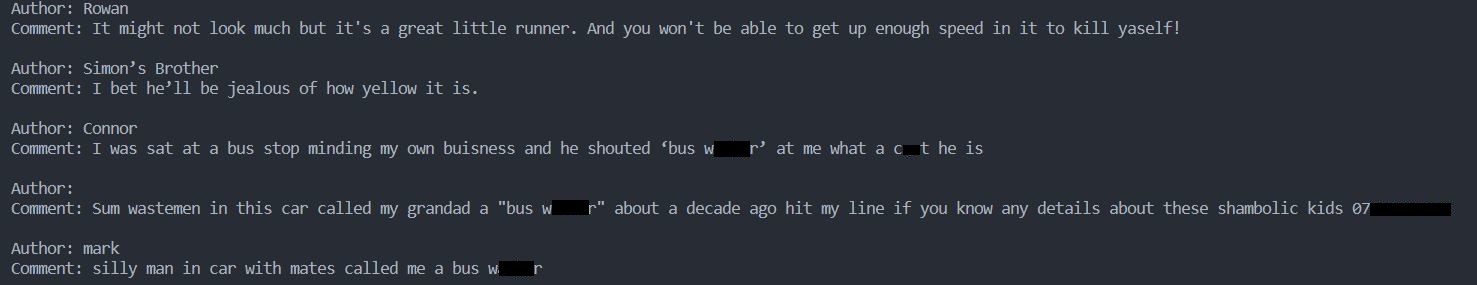 Author: Rowan
Comment: It might not look much but it's a great little runner. And you won't be able to get up enough speed in it to kill yaself!
Author: Simon’s Brother
Comment: I bet he’ll be jealous of how yellow it is.
Author: Connor
Comment: I was sat at a bus stop minding my own buisness and he shouted ‘bus w r’ at me what a c t he is
Author:
Comment: Sum wastemen in this car called my grandad a "bus w r" about a decade ago hit my line if you know any details about these shambolic kids 07
Author: mark
Comment: silly man in car with mates called me a bus w r